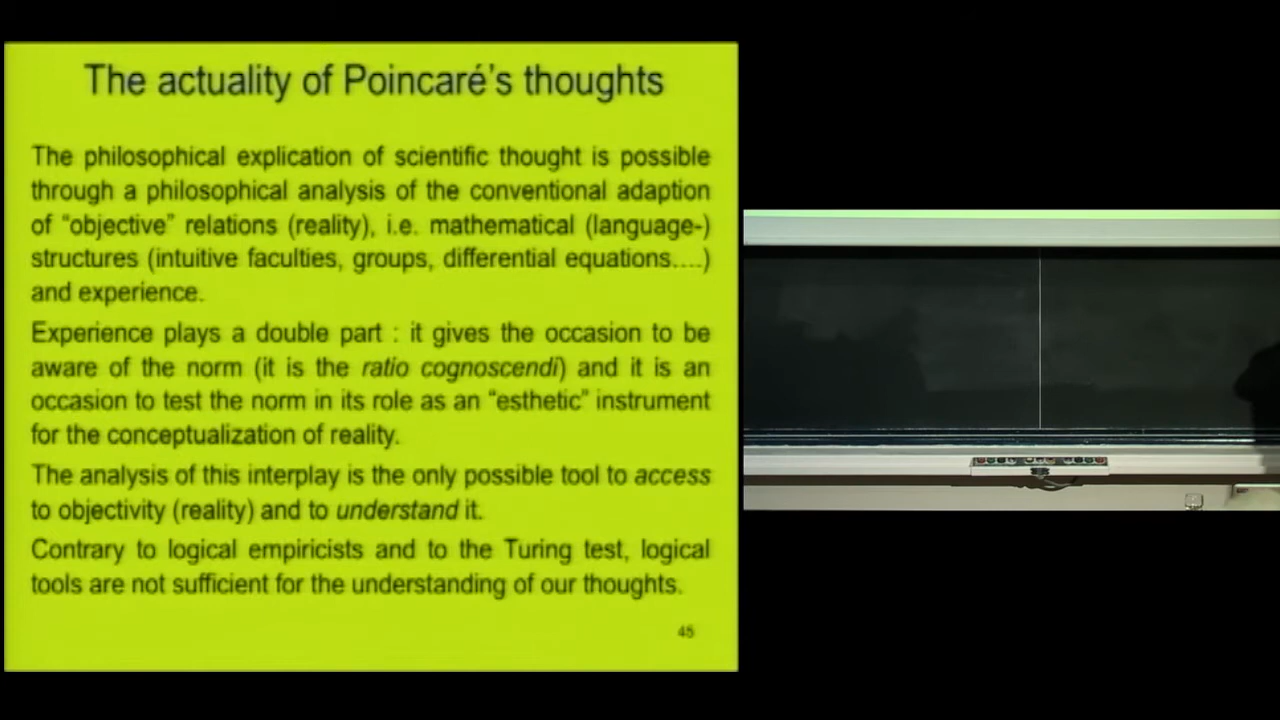 The actuality of Poincaré's thoughts
The philosophical explication of scientific thought is possible
through a philosophical analysis of the conventional adaption
of "objective" relations (reality), i.e. mathematical (language-)
structures (intuitive faculties, groups, differential equations....)
and experience.
Experience plays a double part : it gives the occasion to be
aware of the norm (it is the ratio cognoscendi) and it is an
occasion to test the norm in its role as an "esthetic" instrument
for the conceptualization of reality.
The analysis of this interplay is the only possible tool to access
to objectivity (reality) and to understand it.
Contrary to logical empiricists and to the Turing test, logical
tools are not sufficient for the understanding of our thoughts.
45